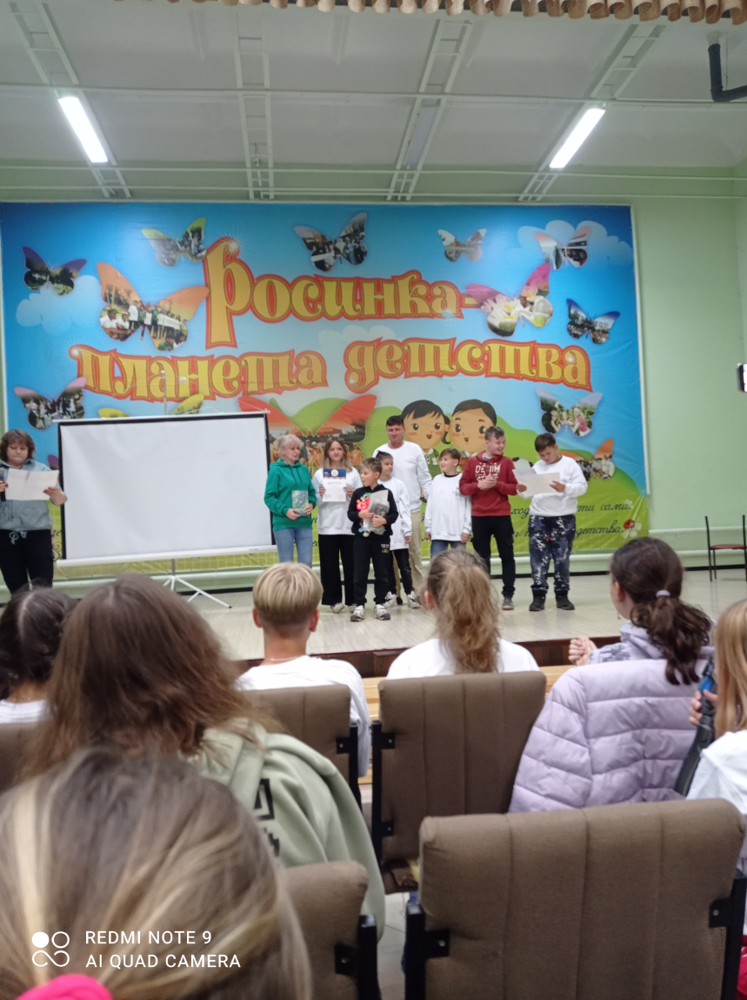 Росинка-
планета детства
DENIM
REDMI NOTE 9
AI QUAD CAMERA